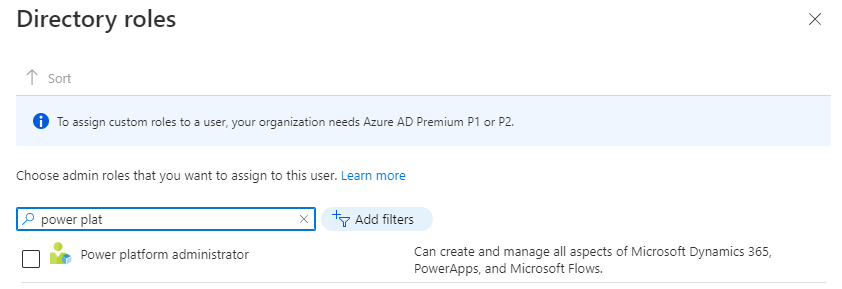 Directory roles
Sort
To assign custom roles to a user, your organization needs Azure AD Premium P1 or P2.
Choose admin roles that you want to assign to this user. Learn more
power plat
Add filters
Power platform administrator
Can create and manage all aspects of Microsoft Dynamics 365,
PowerApps, and Microsoft Flows.